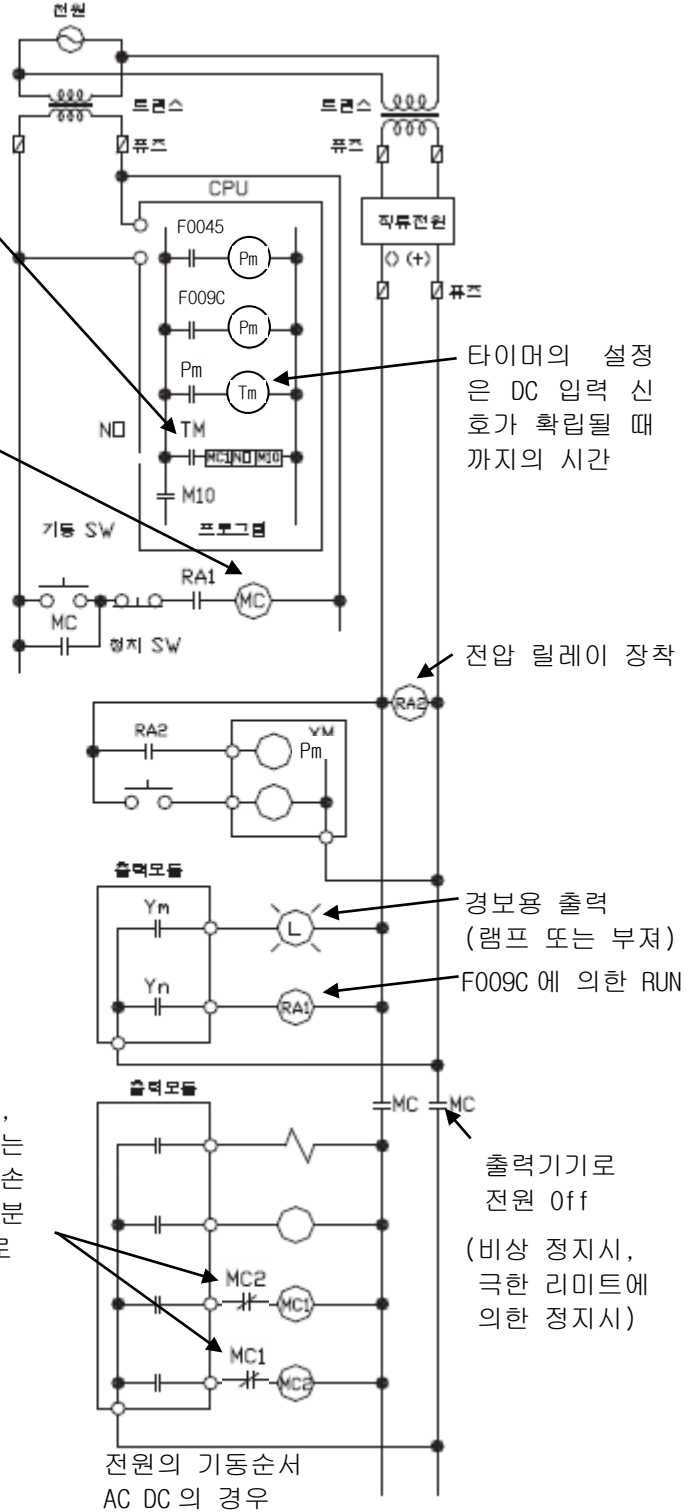 전원
트랜스 트랜스
퓨즈 퓨즈
CPU
직류전원
() (+)
퓨즈
F0045
Pm
F009C
Pm
Pm
Tm
타이머의 설정
은 DC 입력 신
호가 확립될 때
까지의 시간
TM
MC1 NO M10
M10
프로그램
기동 SW
RA1
MC
MC
정지 SW
전압 릴레이 장착
RA2
RA2
Pm
출력모듈
Ym
L
경보용 출력
(램프 또는 부져)
Yn
RA1
F009C 에 의한 RUN
출력모듈
MC MC
,
는
손
분
로
출력기기로
전원 Off
(비상 정지시,
극한 리미트에
의한 정지시)
MC2
MC1
MC1
MC2
전원의 기동순서
AC DC 의 경우